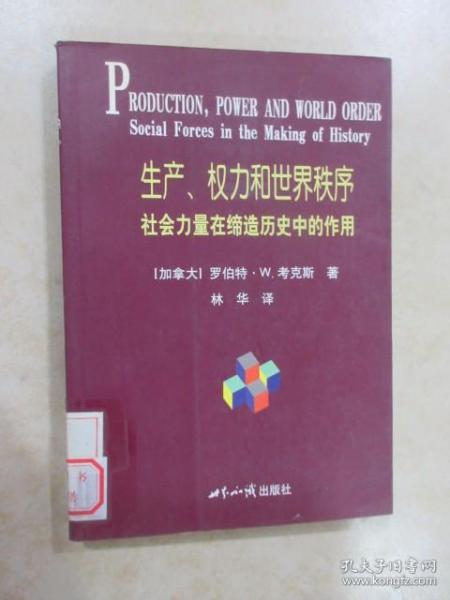 PRODUCTION, POWER AND WORLD ORDER
Social Forces in the Making of History
生产、权力和世界秩序
社会力量在缔造历史中的作用
[加拿大] 罗伯特·W.考克斯 著
林 华 译
世界知识出版社
孔夫子旧书网
www.kongfz.com